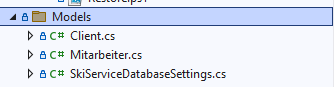 Models
C# Client.cs
C# Mitarbeiter.cs
C# SkiServiceDatabaseSettings.cs